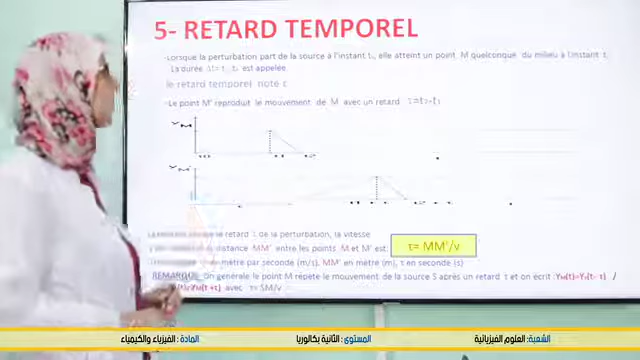 5- RETARD TEMPOREL
-Lorsque la perturbation part de la source à l'instant t₀, elle atteint un point M quelconque du milieu à l'instant t
La durée Δt= t₁- t₀ est appelée
le retard temporel noté τ
-Le point M' reproduit le mouvement de M avec un retard τ=t₂-t₁
Y M
Y M'
le retard τ de la perturbation, la vitesse
distance MM' entre les points M et M' est:
τ= MM'/v
mètre par seconde (m/s), MM' en mètre (m), τ en seconde (s)
REMARQUE on generale le point M répète le mouvement de la source S après un retard τ et on écrit : Yₘ(t)=Yₛ(t- τ) /
avec τ= SM/v
المادة : الفيزياء والكيمياء
المستوى : الثانية بكالوريا
الشعبة: العلوم الفيزيائية